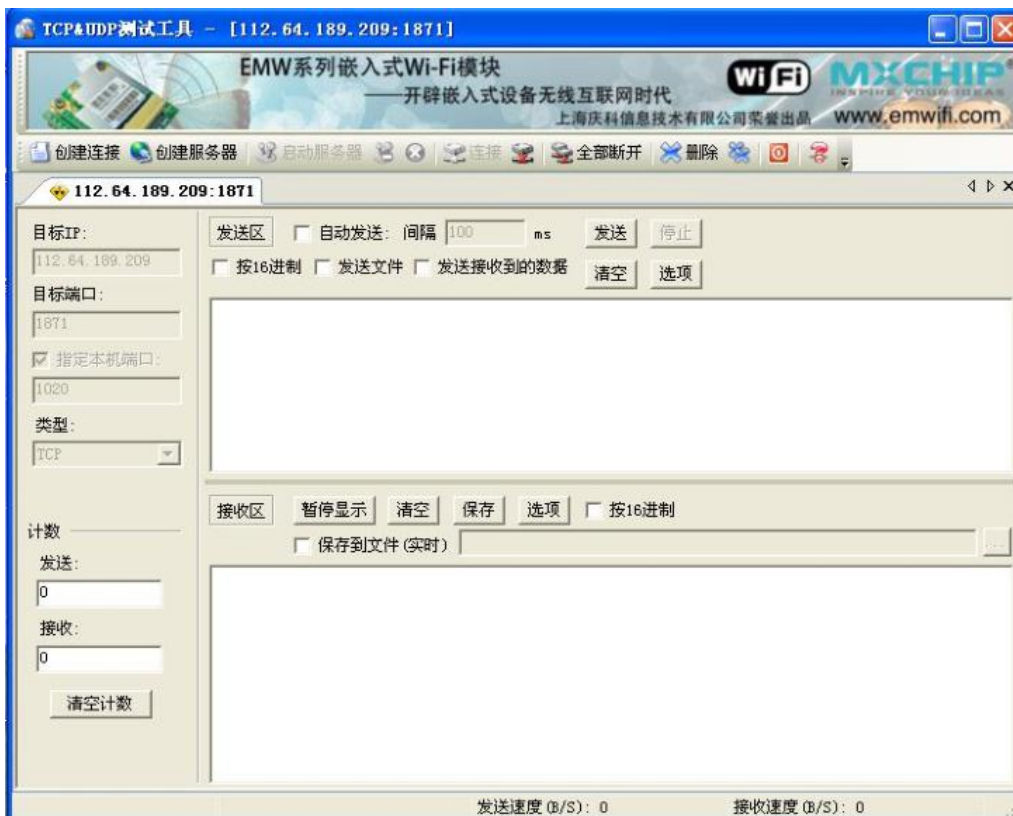 TCP&UDP测试工具 - [112.64.189.209:1871]
EMW系列嵌入式Wi-Fi模块
——开辟嵌入式设备无线互联网时代
上海庆科信息技术有限公司荣誉出品
Wi Fi
MXCHIP
INSPIRE YOUR IDEAS
www.emwifi.com
创建连接 创建服务器 启动服务器 连接 全部断开 删除
112.64.189.209:1871
目标IP:
112.64.189.209
目标端口:
1871
指定本机端口:
1020
类型:
TCP
计数
发送:
0
接收:
0
清空计数
发送区 自动发送: 间隔 100 ms 发送 停止
按16进制 发送文件 发送接收到的数据 清空 选项
接收区 暂停显示 清空 保存 选项 按16进制
保存到文件(实时) ...
发送速度(B/S): 0 接收速度(B/S): 0